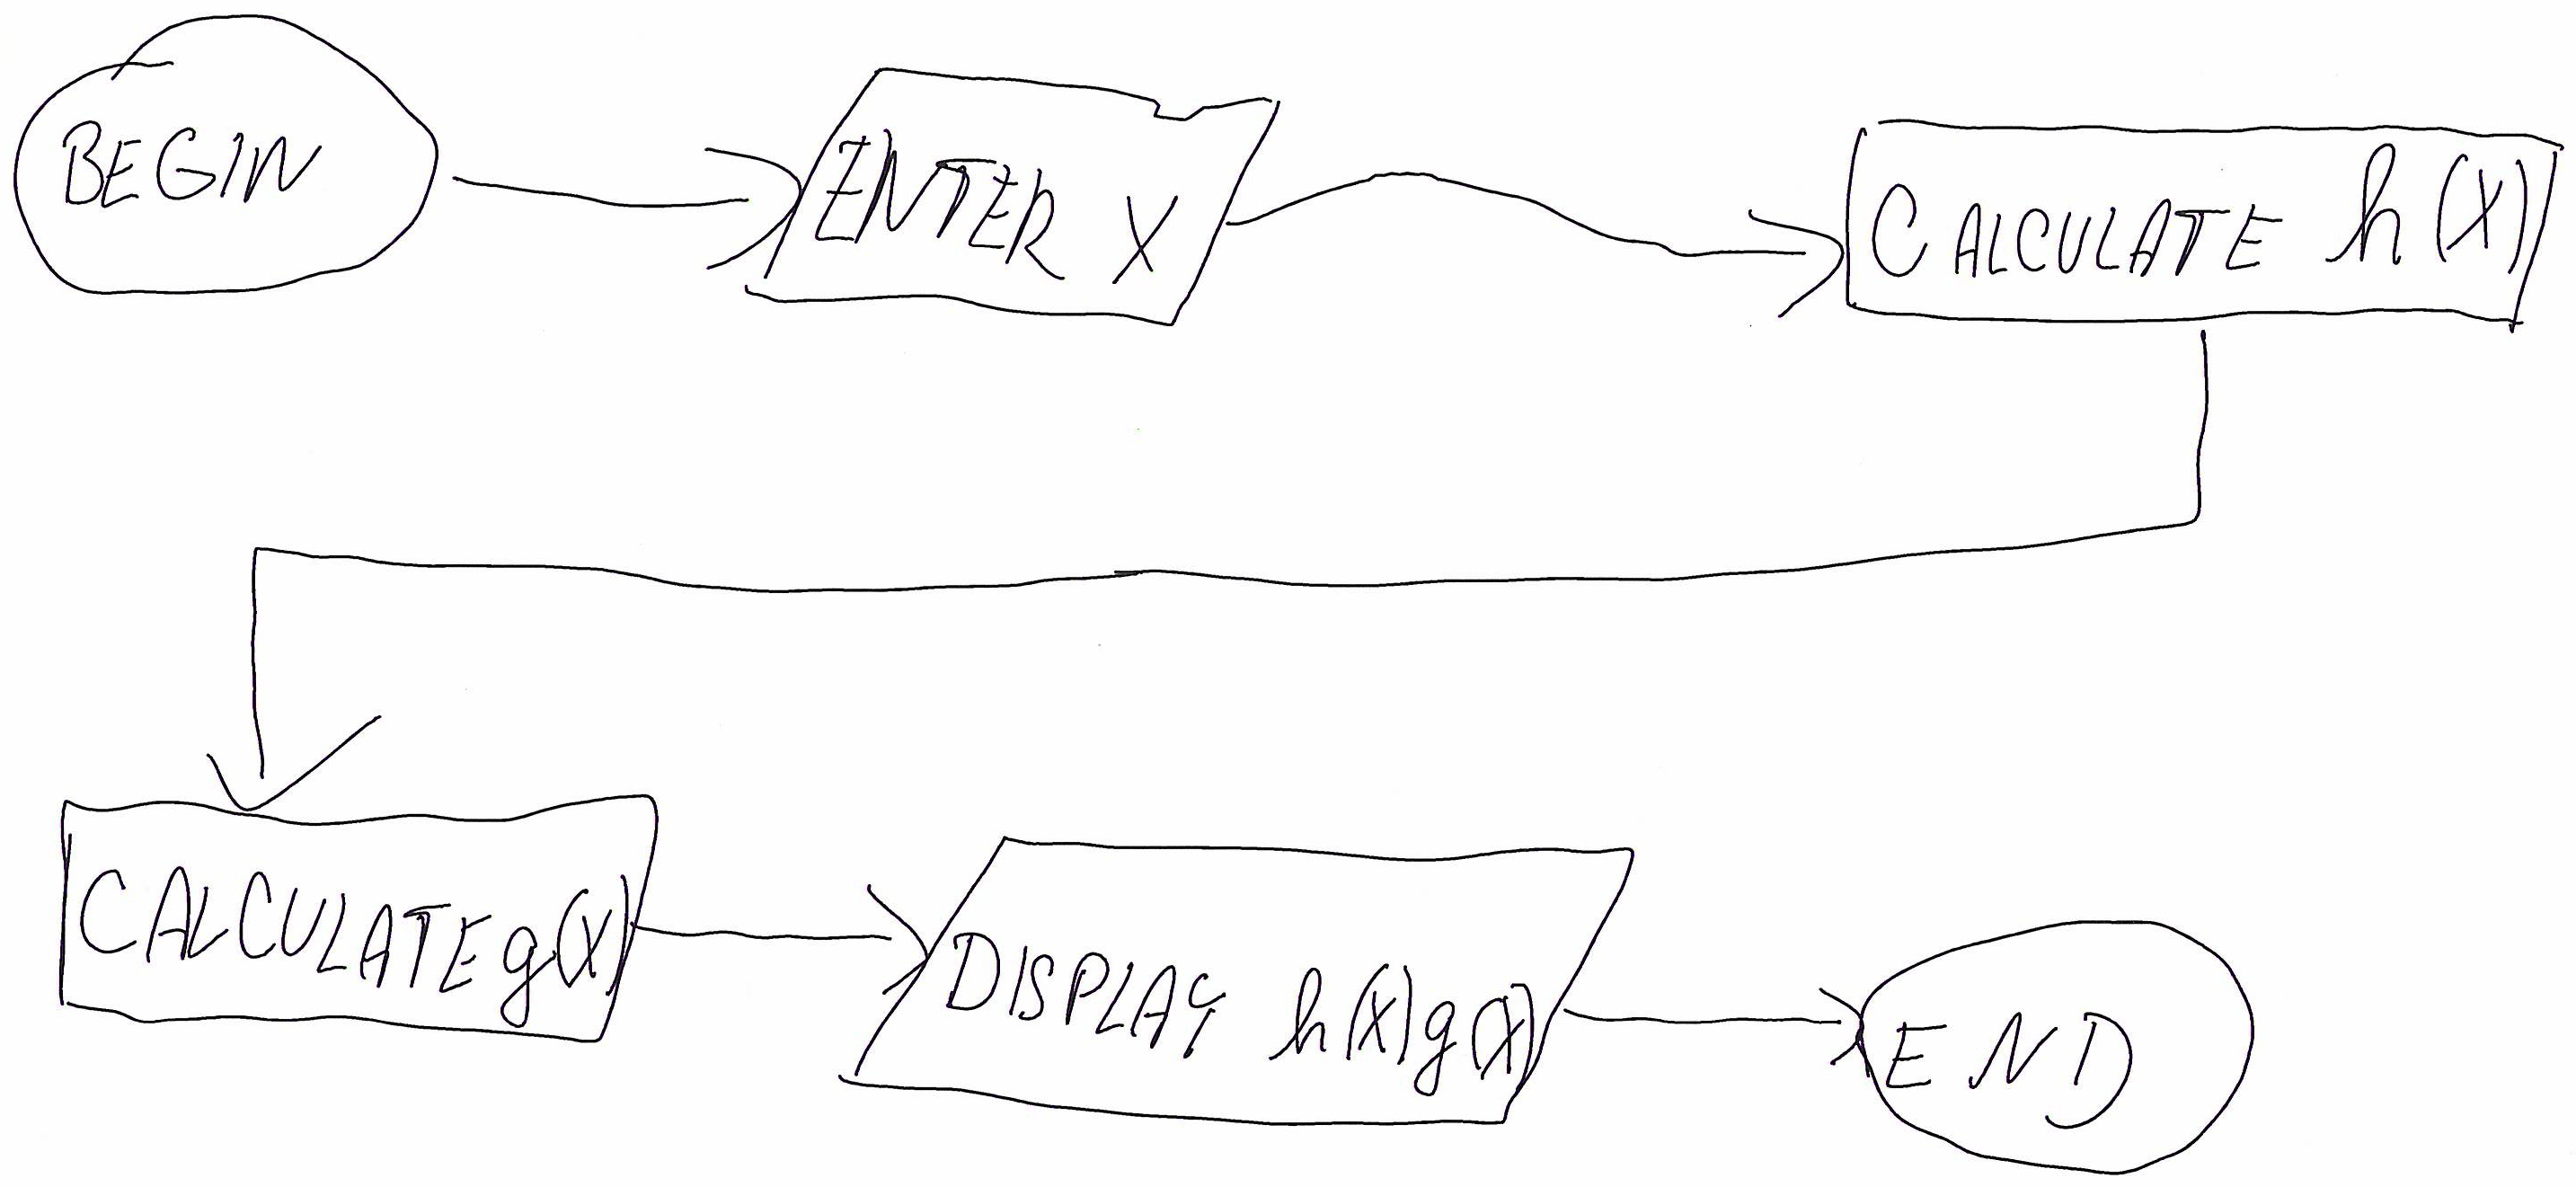 BEGIN
ENTER X
CALCULATE h(X)
CALCULATE g(X)
DISPLAY h(X) g(X)
END